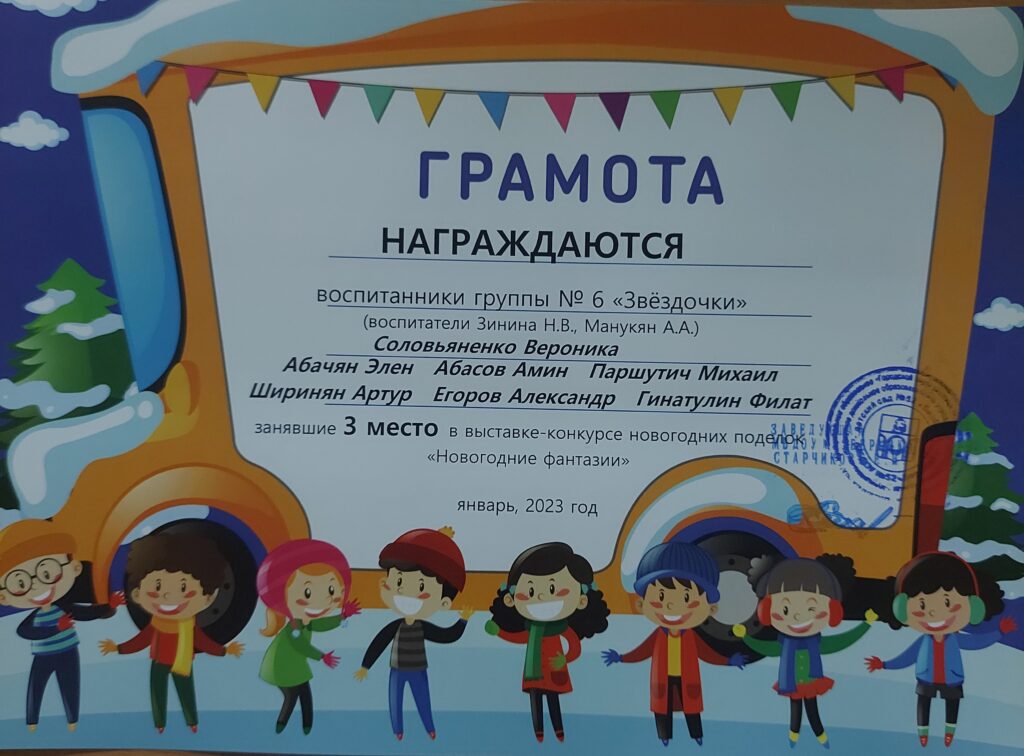 ГРАМОТА
НАГРАЖДАЮТСЯ
воспитанники группы № 6 «Звёздочки»
(воспитатели Зинина Н.В., Манукян А.А.)
Соловьяненко Вероника
Абачян Элен Абасов Амин Паршутич Михаил
Ширинян Артур Егоров Александр Гинатулин Филат
занявшие 3 место в выставке-конкурсе новогодних поделок
«Новогодние фантазии»
январь, 2023 год